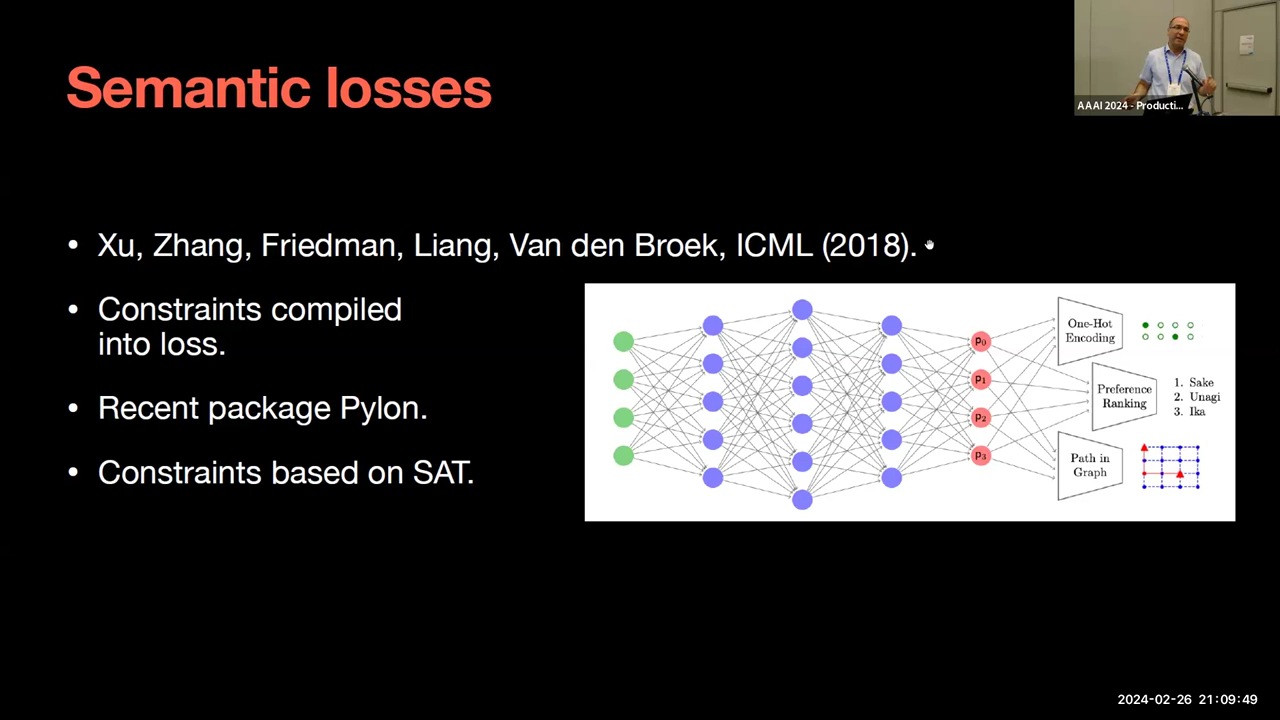 Semantic losses
AAAI 2024 - Producti...
• Xu, Zhang, Friedman, Liang, Van den Broek, ICML (2018).
• Constraints compiled
into loss.
• Recent package Pylon.
• Constraints based on SAT.
p0
p1
p2
p3
One-Hot
Encoding
Preference
Ranking
1. Sake
2. Unagi
3. Ika
Path in
Graph
2024-02-26 21:09:49